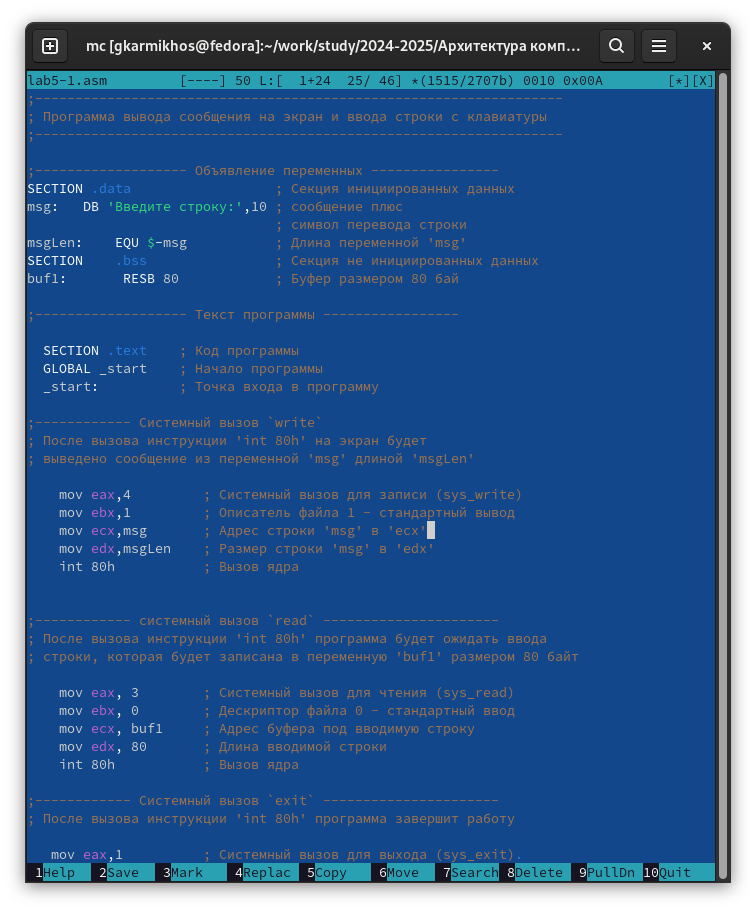 mc [gkarmikhos@fedora]:~/work/study/2024-2025/Архитектура комп…
lab5-1.asm         [----] 50 L:[  1+24  25/ 46] *(1515/2707b) 0010 0x00A        [*][X]
;------------------------------------------------------------------
; Программа вывода сообщения на экран и ввода строки с клавиатуры
;------------------------------------------------------------------
;------------------- Объявление переменных ----------------
SECTION .data                  ; Секция инициированных данных
msg:   DB 'Введите строку:',10 ; сообщение плюс
                               ; символ перевода строки
msgLen:    EQU $-msg           ; Длина переменной 'msg'
SECTION    .bss                ; Секция не инициированных данных
buf1:       RESB 80            ; Буфер размером 80 бай
;------------------- Текст программы -----------------
  SECTION .text    ; Код программы
  GLOBAL _start    ; Начало программы
  _start:          ; Точка входа в программу
;------------ Системный вызов `write`
; После вызова инструкции 'int 80h' на экран будет
; выведено сообщение из переменной 'msg' длиной 'msgLen'
    mov eax,4         ; Системный вызов для записи (sys_write)
    mov ebx,1         ; Описатель файла 1 - стандартный вывод
    mov ecx,msg       ; Адрес строки 'msg' в 'ecx'
    mov edx,msgLen    ; Размер строки 'msg' в 'edx'
    int 80h           ; Вызов ядра
;------------ системный вызов `read` ----------------------
; После вызова инструкции 'int 80h' программа будет ожидать ввода
; строки, которая будет записана в переменную 'buf1' размером 80 байт
    mov eax, 3        ; Системный вызов для чтения (sys_read)
    mov ebx, 0        ; Дескриптор файла 0 - стандартный ввод
    mov ecx, buf1     ; Адрес буфера под вводимую строку
    mov edx, 80       ; Длина вводимой строки
    int 80h           ; Вызов ядра
;------------ Системный вызов `exit` ----------------------
; После вызова инструкции 'int 80h' программа завершит работу
   mov eax,1          ; Системный вызов для выхода (sys_exit).
1Help   2Save   3Mark   4Replac 5Copy   6Move   7Search 8Delete 9PullDn 10Quit